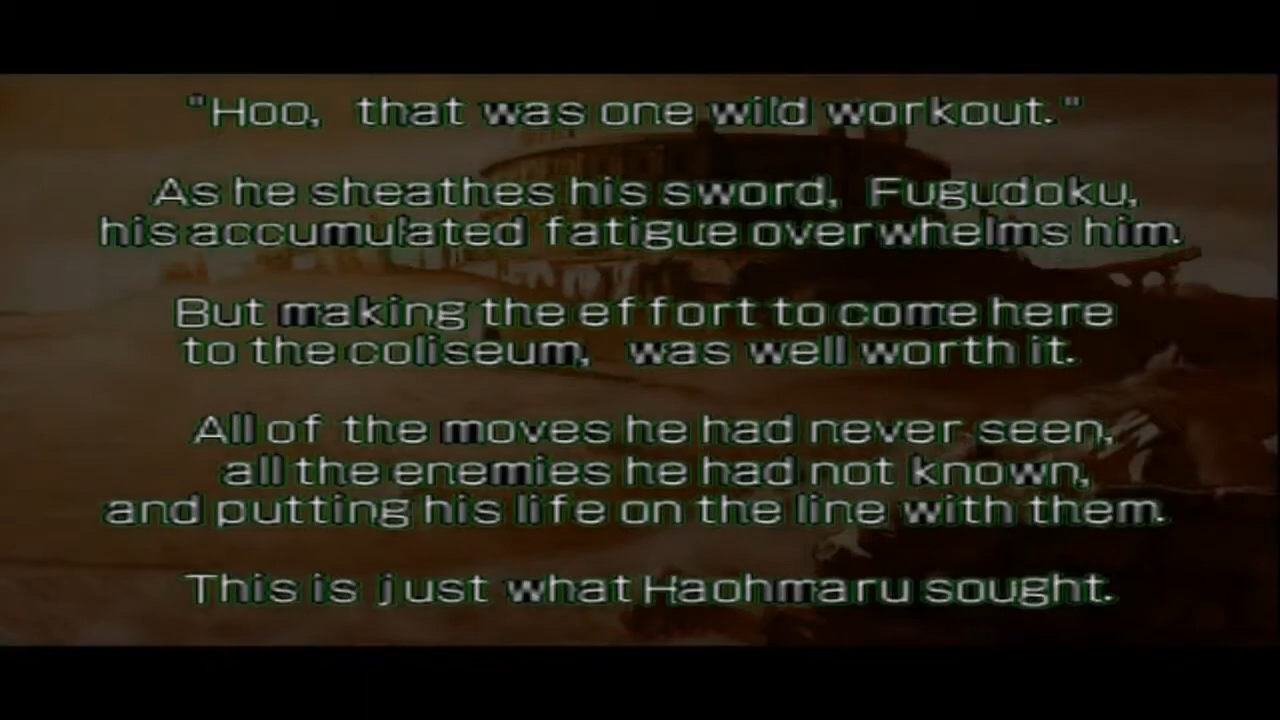 "Hoo, that was one wild workout."
As he sheathes his sword, Fugudoku,
his accumulated fatigue overwhelms him.
But making the effort to come here
to the coliseum, was well worth it.
All of the moves he had never seen,
all the enemies he had not known,
and putting his life on the line with them.
This is just what Haohmaru sought.